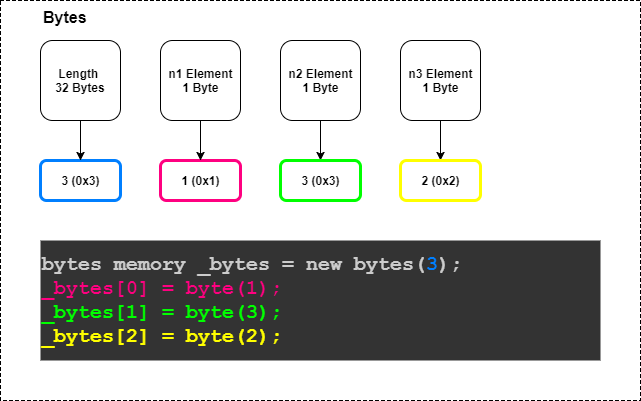 Bytes
Length
32 Bytes
n1 Element
1 Byte
n2 Element
1 Byte
n3 Element
1 Byte
3 (0x3)
1 (0x1)
3 (0x3)
2 (0x2)
bytes memory _bytes = new bytes(3);
_bytes[0] = byte(1);
_bytes[1] = byte(3);
_bytes[2] = byte(2);